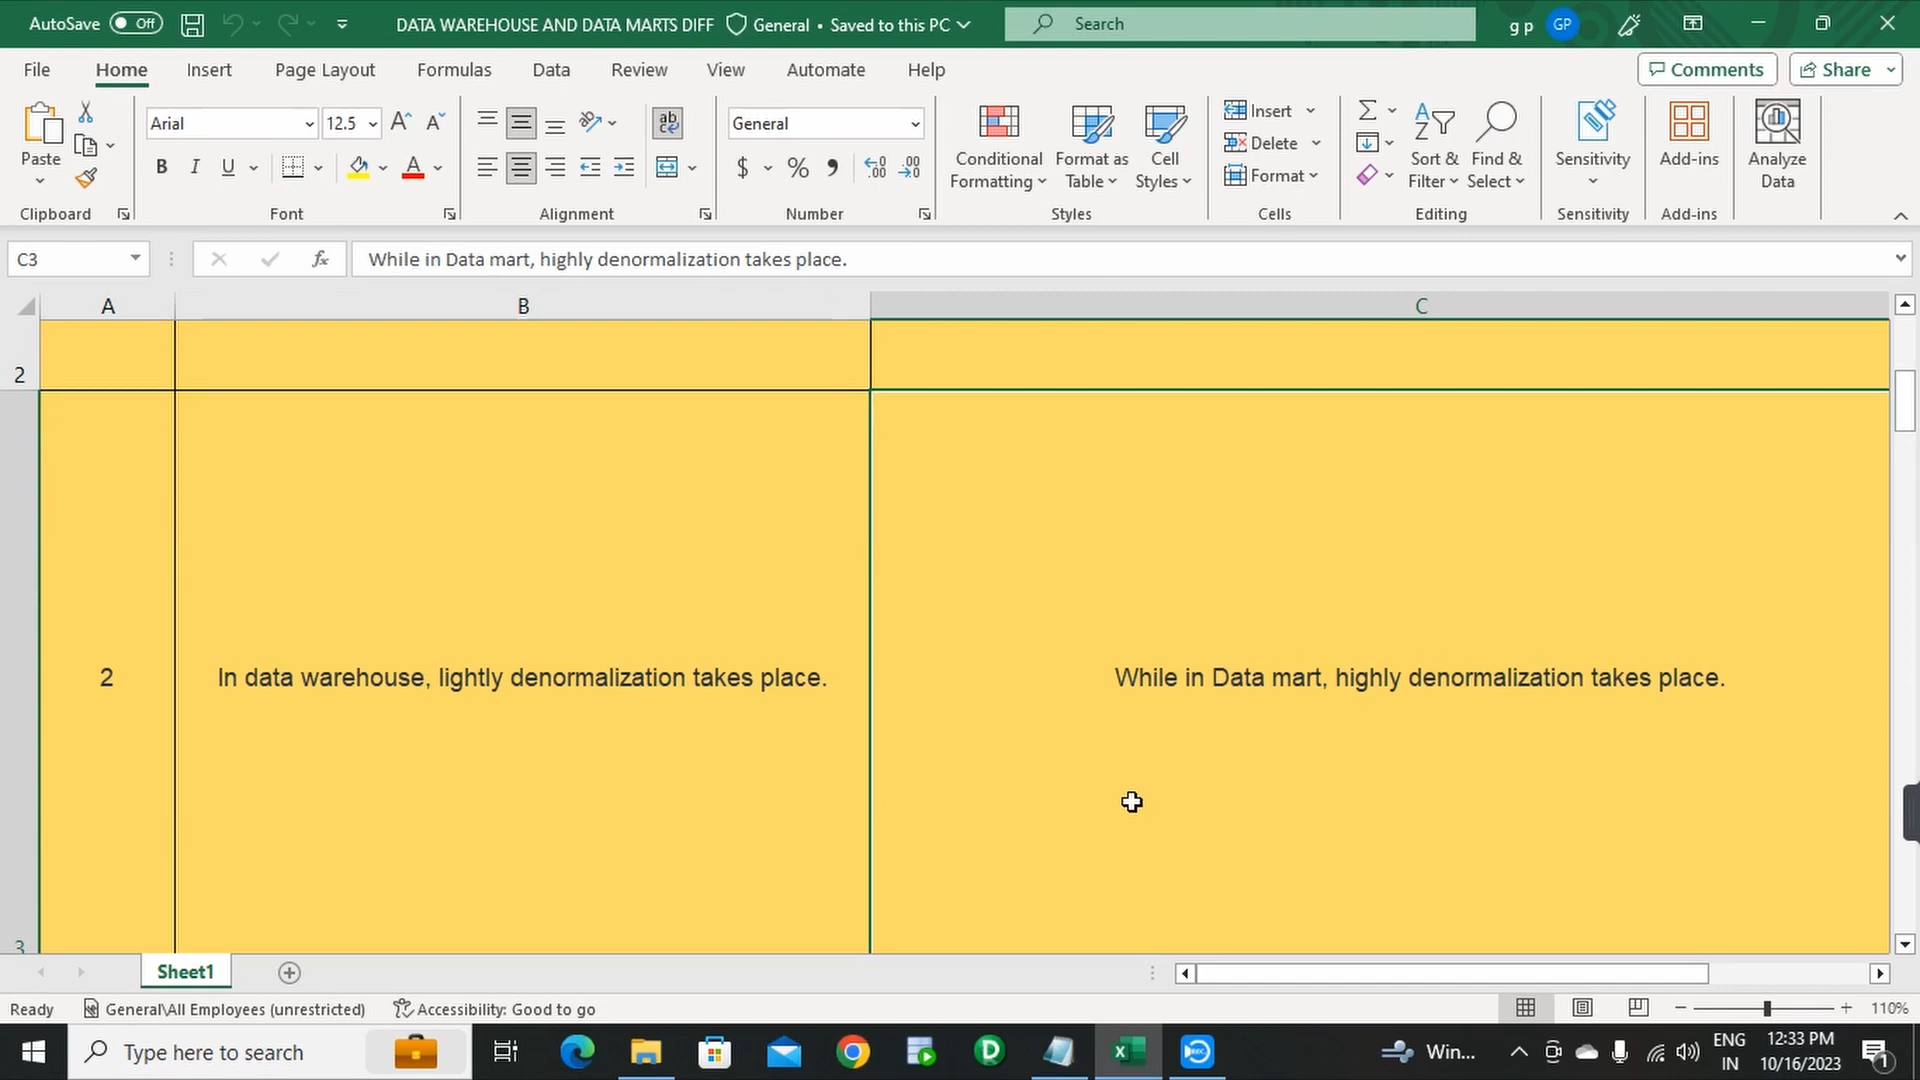 AutoSave Off DATA WAREHOUSE AND DATA MARTS DIFF General • Saved to this PC Search g p GP
File Home Insert Page Layout Formulas Data Review View Automate Help Comments Share
Paste
Arial 12.5
B I U A
ab
General
$ %
Conditional Formatting
Format as Table
Cell Styles
Insert
Delete
Format
Sort & Filter
Find & Select
Sensitivity
Add-ins
Analyze Data
Clipboard Font Alignment Number Styles Cells Editing Sensitivity Add-ins
C3 fx While in Data mart, highly denormalization takes place.
A B C
2
2 In data warehouse, lightly denormalization takes place. While in Data mart, highly denormalization takes place.
3
Sheet1
Ready General\All Employees (unrestricted) Accessibility: Good to go 110%
Type here to search Win... ENG 12:33 PM
IN 10/16/2023 1